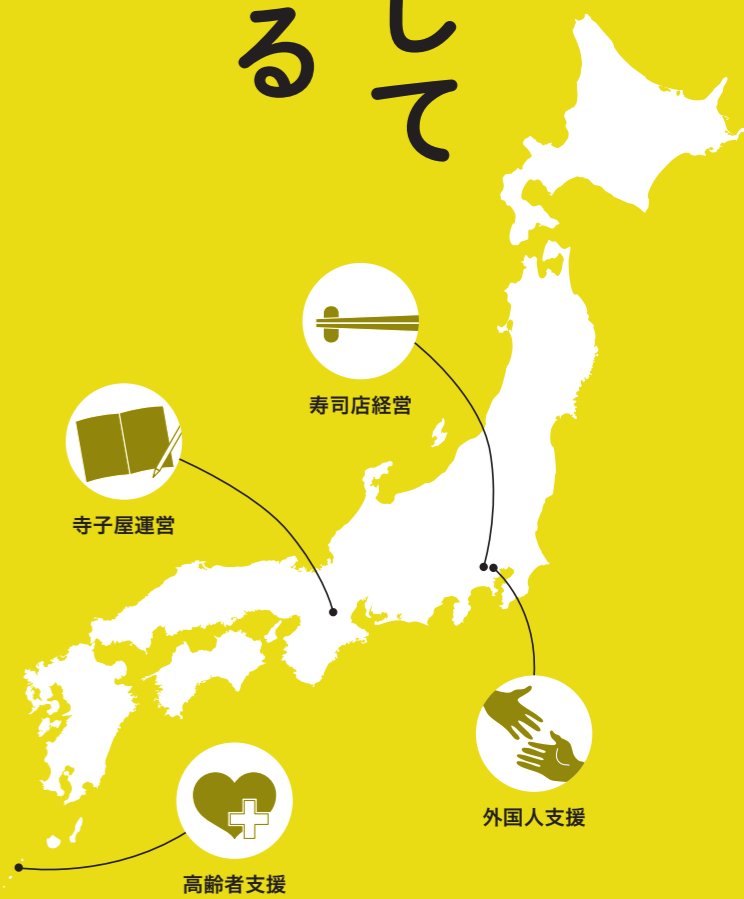 して
る
寿司店経営
寺子屋運営
外国人支援
高齢者支援